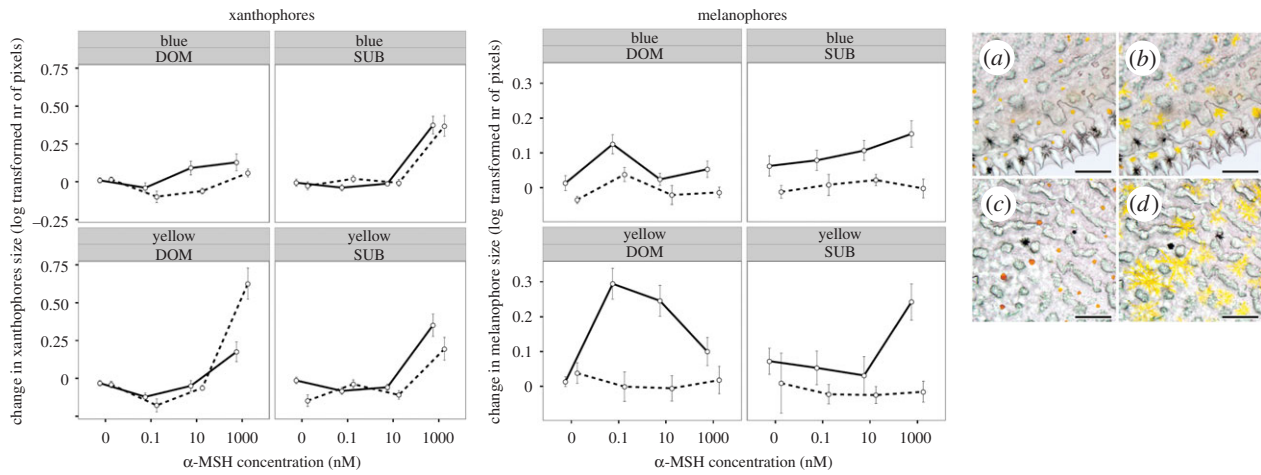 xanthophores
melanophores
blue
DOM
blue
SUB
blue
DOM
blue
SUB
yellow
DOM
yellow
SUB
yellow
DOM
yellow
SUB
change in xanthophores size (log transformed nr of pixels)
0.75
0.50
0.25
0
–0.25
0.75
0.50
0.25
0
0 0.1 10 1000
0 0.1 10 1000
α-MSH concentration (nM)
change in melanophore size (log transformed nr of pixels)
0.3
0.2
0.1
0
0.3
0.2
0.1
0
0 0.1 10 1000
0 0.1 10 1000
α-MSH concentration (nM)
(a)
(b)
(c)
(d)